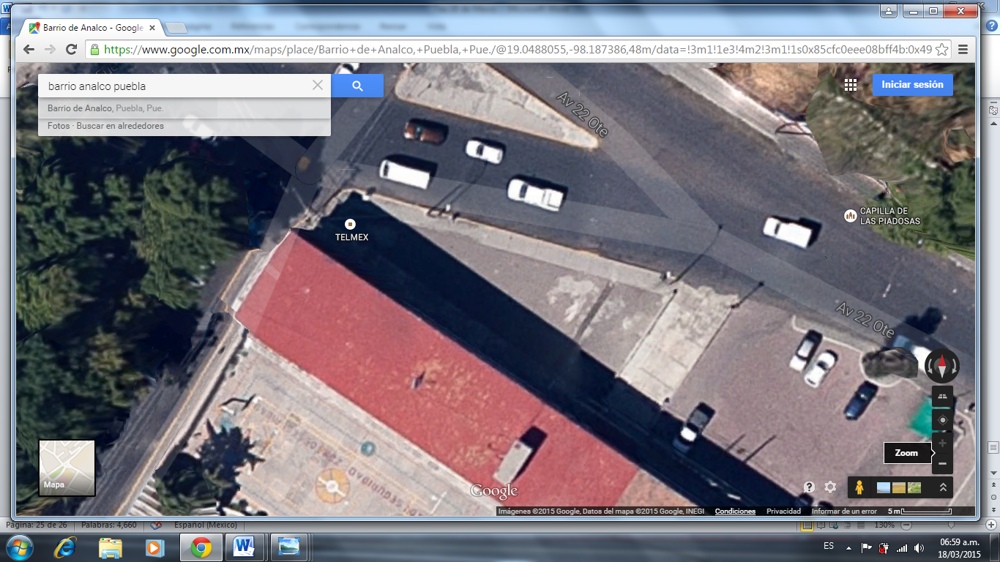 Barrio de Analco - Google
https://www.google.com.mx/maps/place/Barrio+de+Analco,+Puebla,+Pue./@19.0488055,-98.187386,48m/data=!3m1!1e3!4m2!3m1!1s0x85cfc0eee08bff4b:0x49
barrio analco puebla
Iniciar sesión
Barrio de Analco, Puebla, Pue.
Fotos · Buscar en alrededores
Av 22 Ote
CAPILLA DE
LAS PIADOSAS
TELMEX
Av 22 Ote
Zoom
Mapa
Google
Imágenes ©2015 Google, Datos del mapa ©2015 Google, INEGI
Condiciones
Privacidad
Informar de un error
5 m
Página: 25 de 26
Palabras: 4,660
Español (México)
130%
ES
06:59 a.m.
18/03/2015